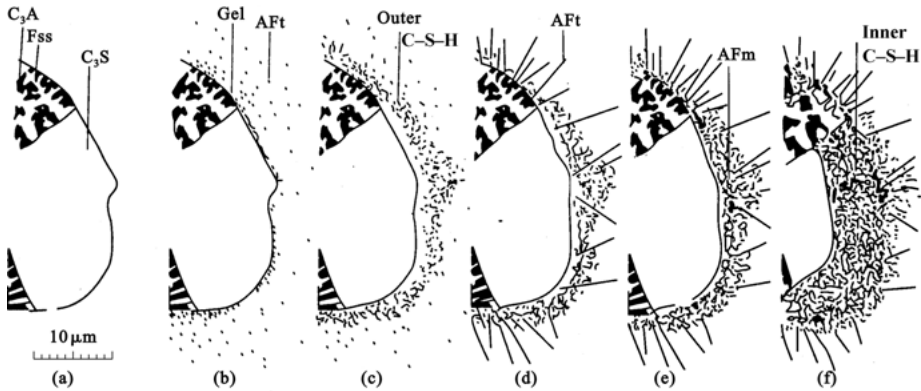 C₃A
Fss
C₃S
Gel
AFt
Outer
C–S–H
AFt
AFm
Inner
C–S–H
10 μm
(a)
(b)
(c)
(d)
(e)
(f)